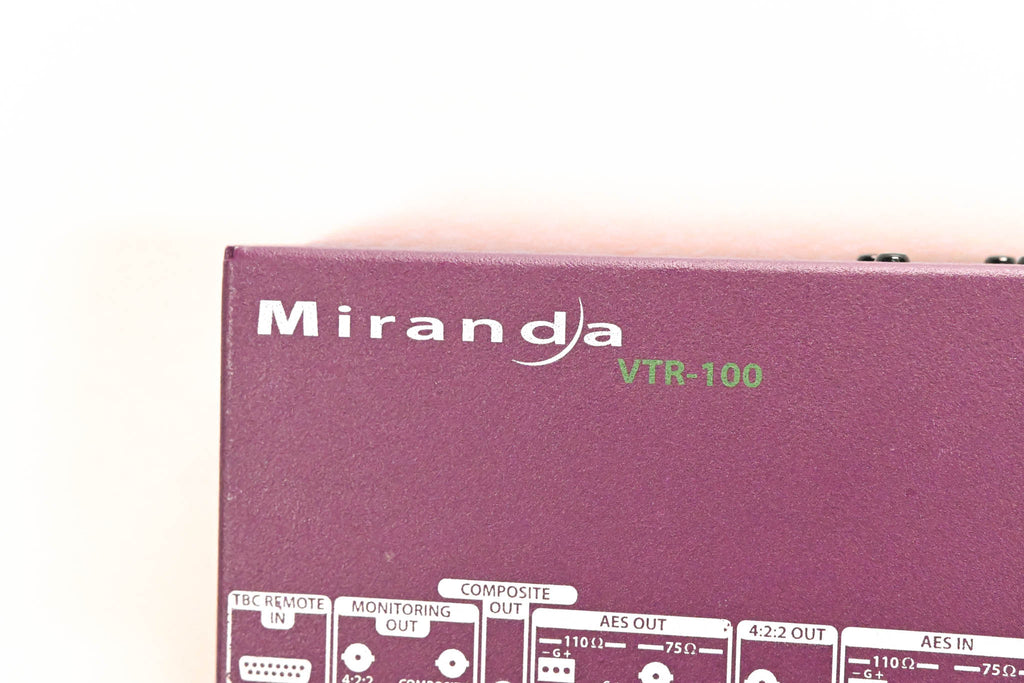 Miranda
VTR-100
COMPOSITE
OUT
TBC REMOTE
IN
MONITORING
OUT
AES OUT
4:2:2 OUT
AES IN
110Ω
75Ω
110Ω
75Ω
- G +
- G +
4:2:2